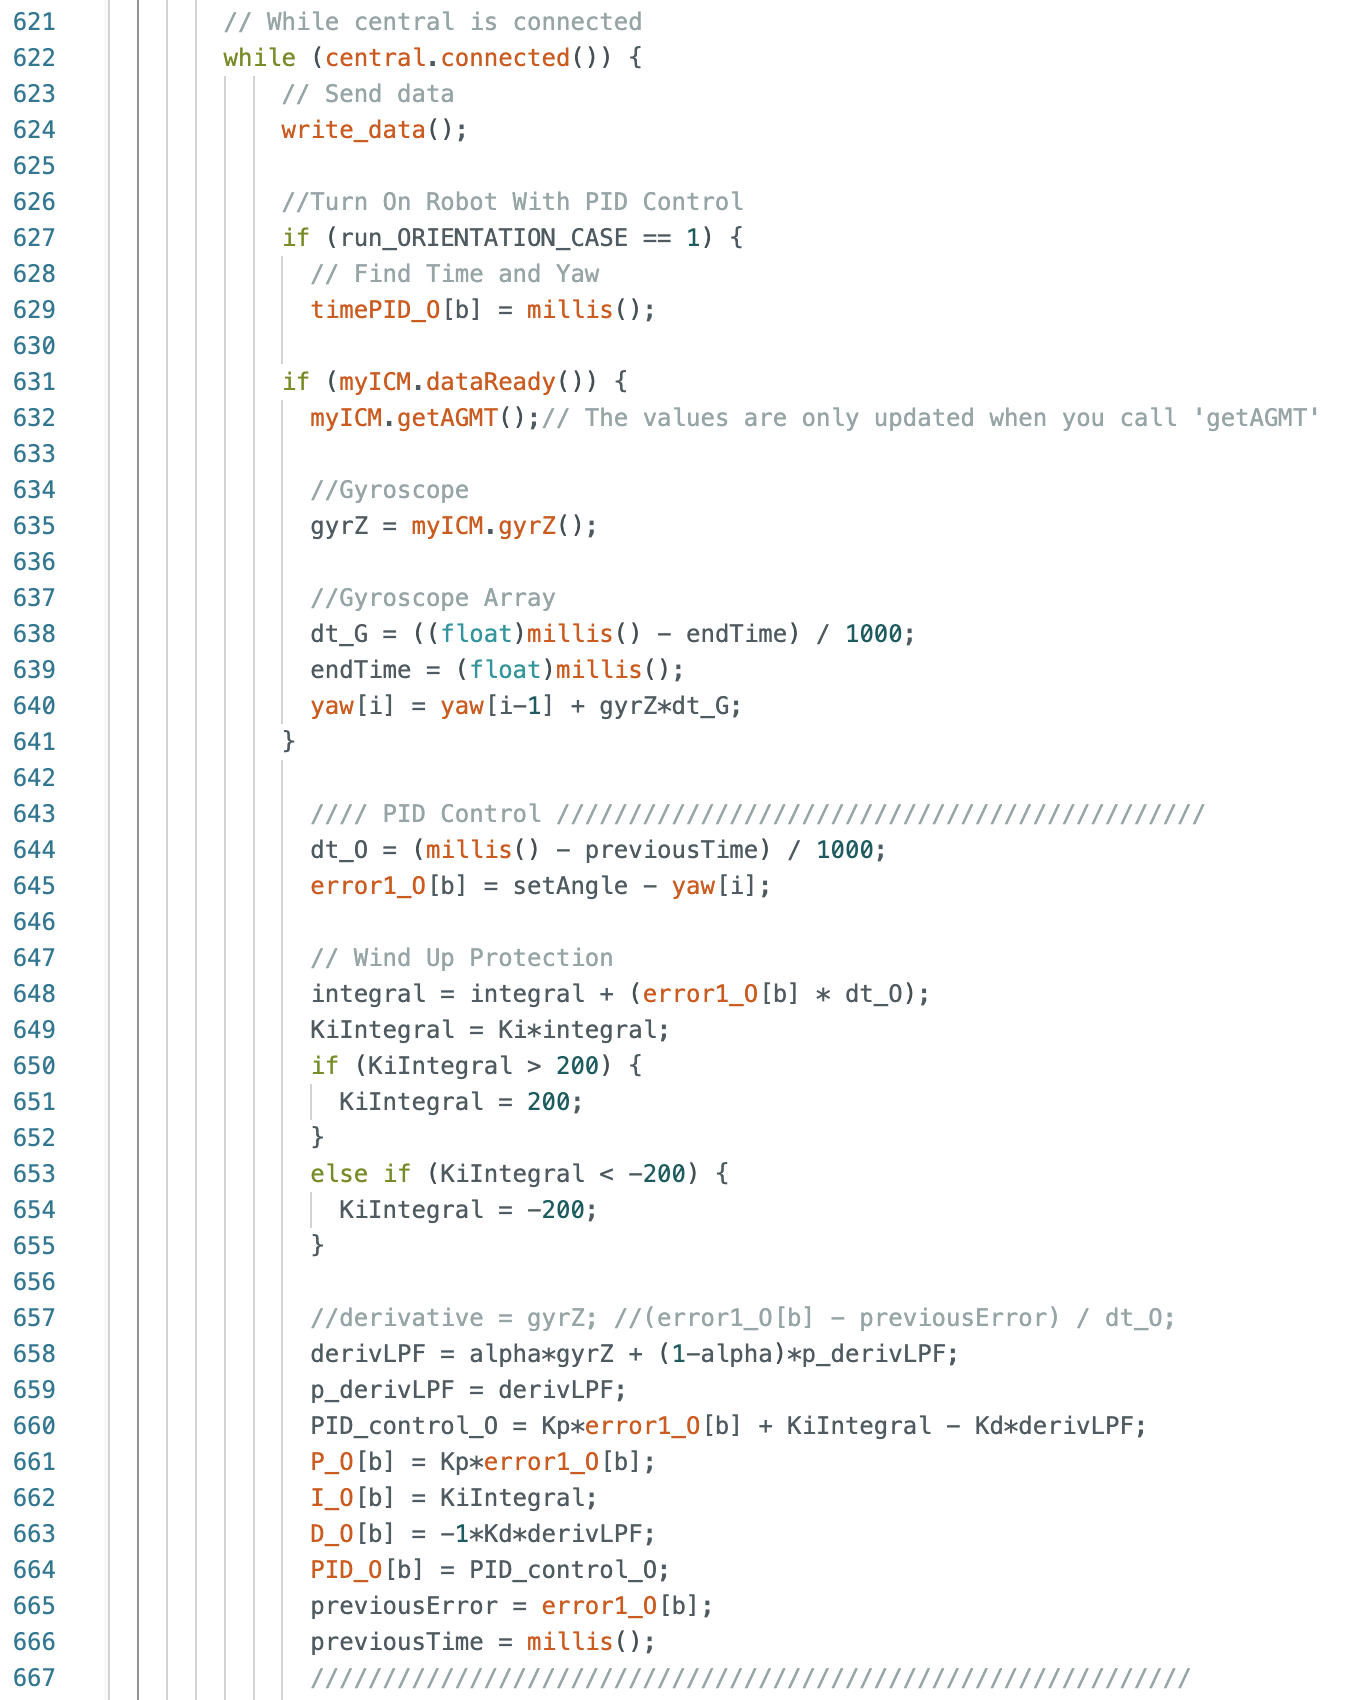 621 // While central is connected
622 while (central.connected()) {
623 // Send data
624 write_data();
625
626 //Turn On Robot With PID Control
627 if (run_ORIENTATION_CASE == 1) {
628 // Find Time and Yaw
629 timePID_O[b] = millis();
630
631 if (myICM.dataReady()) {
632 myICM.getAGMT();// The values are only updated when you call 'getAGMT'
633
634 //Gyroscope
635 gyrZ = myICM.gyrZ();
636
637 //Gyroscope Array
638 dt_G = ((float)millis() - endTime) / 1000;
639 endTime = (float)millis();
640 yaw[i] = yaw[i-1] + gyrZ*dt_G;
641 }
642
643 //// PID Control /////////////////////////////////////////////
644 dt_O = (millis() - previousTime) / 1000;
645 error1_O[b] = setAngle - yaw[i];
646
647 // Wind Up Protection
648 integral = integral + (error1_O[b] * dt_O);
649 KiIntegral = Ki*integral;
650 if (KiIntegral > 200) {
651 KiIntegral = 200;
652 }
653 else if (KiIntegral < -200) {
654 KiIntegral = -200;
655 }
656
657 //derivative = gyrZ; //(error1_O[b] - previousError) / dt_O;
658 derivLPF = alpha*gyrZ + (1-alpha)*p_derivLPF;
659 p_derivLPF = derivLPF;
660 PID_control_O = Kp*error1_O[b] + KiIntegral - Kd*derivLPF;
661 P_O[b] = Kp*error1_O[b];
662 I_O[b] = KiIntegral;
663 D_O[b] = -1*Kd*derivLPF;
664 PID_O[b] = PID_control_O;
665 previousError = error1_O[b];
666 previousTime = millis();
667 /////////////////////////////////////////////////////////////